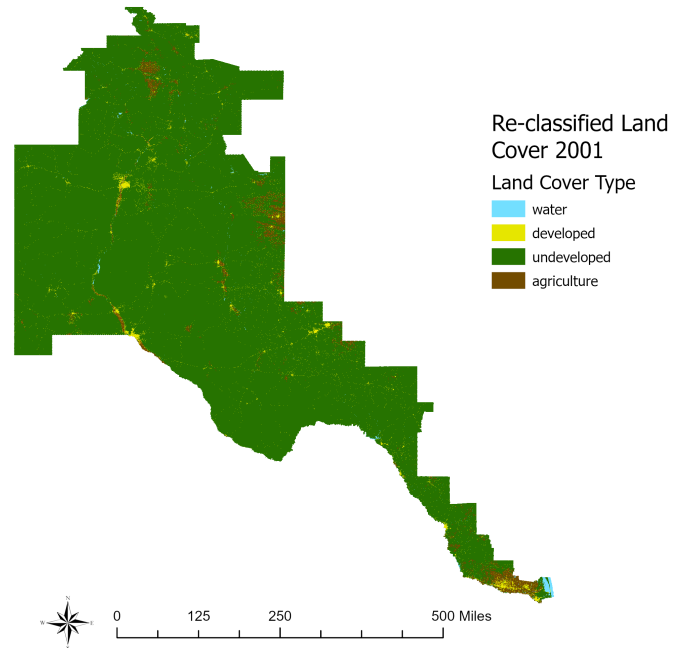 Re-classified Land
Cover 2001
Land Cover Type
water
developed
undeveloped
agriculture
N
W E
S
0 125 250 500 Miles